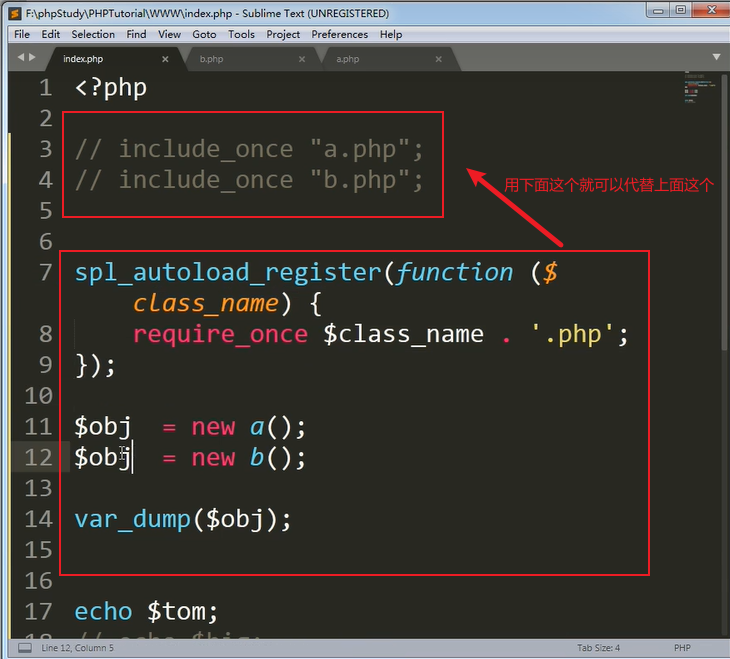 F:\phpStudy\PHPTutorial\WWW\index.php - Sublime Text (UNREGISTERED)
File Edit Selection Find View Goto Tools Project Preferences Help
index.php × b.php × a.php ×
1 <?php
2
3 // include_once "a.php";
4 // include_once "b.php";
用下面这个就可以代替上面这个
5
6
7 spl_autoload_register(function ($
class_name) {
8 require_once $class_name . '.php';
9 });
10
11 $obj = new a();
12 $obj = new b();
13
14 var_dump($obj);
15
16
17 echo $tom;
Line 12, Column 5 Tab Size: 4 PHP